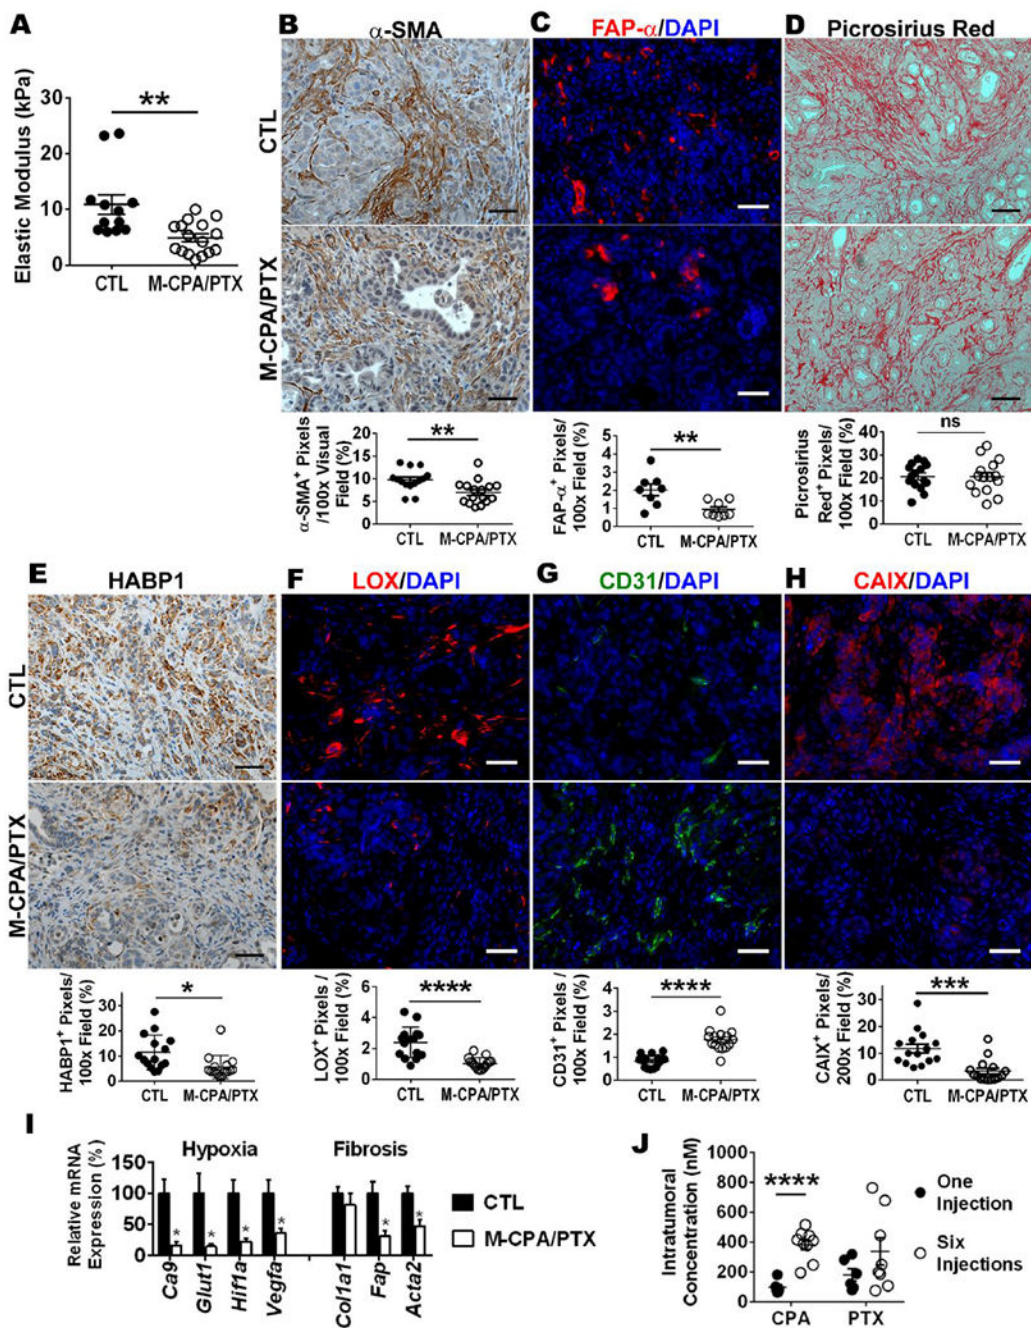 A
Elastic Modulus (kPa)
30
20
10
0
**
CTL
M-CPA/PTX
B
α-SMA
C
FAP-α/DAPI
D
Picrosirius Red
CTL
M-CPA/PTX
α-SMA⁺ Pixels
/100x Visual
Field (%)
20
15
10
5
0
**
CTL
M-CPA/PTX
FAP-α⁺ Pixels/
100x Field (%)
5
4
3
2
1
0
**
CTL
M-CPA/PTX
Picrosirius
Red⁺ Pixels/
100x Field (%)
40
30
20
10
0
ns
CTL
M-CPA/PTX
E
HABP1
F
LOX/DAPI
G
CD31/DAPI
H
CAIX/DAPI
CTL
M-CPA/PTX
HABP1⁺ Pixels/
100x Field (%)
30
20
10
0
*
CTL
M-CPA/PTX
LOX⁺ Pixels /
100x Field (%)
6
4
2
0
****
CTL
M-CPA/PTX
CD31⁺ Pixels /
100x Field (%)
4
3
2
1
0
****
CTL
M-CPA/PTX
CAIX⁺ Pixels /
200x Field (%)
40
30
20
10
0
***
CTL
M-CPA/PTX
I
Relative mRNA
Expression (%)
Hypoxia
Fibrosis
150
100
50
0
* * * * * *
Ca9
Glut1
Hif1a
Vegfa
Col1a1
Fap
Acta2
CTL
M-CPA/PTX
J
Intratumoral
Concentration (nM)
1000
800
600
400
200
0
****
CPA
PTX
One
Injection
Six
Injections